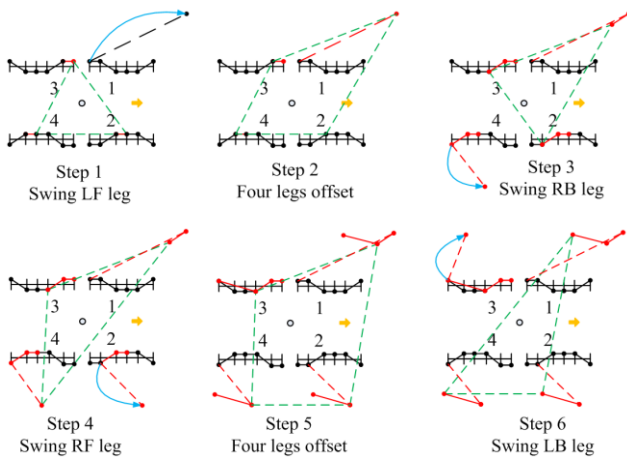 3 1
4 2
Step 1
Swing LF leg
3 1
4 2
Step 2
Four legs offset
3 1
4 2
Step 3
Swing RB leg
3 1
4 2
Step 4
Swing RF leg
3 1
4 2
Step 5
Four legs offset
3 1
4 2
Step 6
Swing LB leg